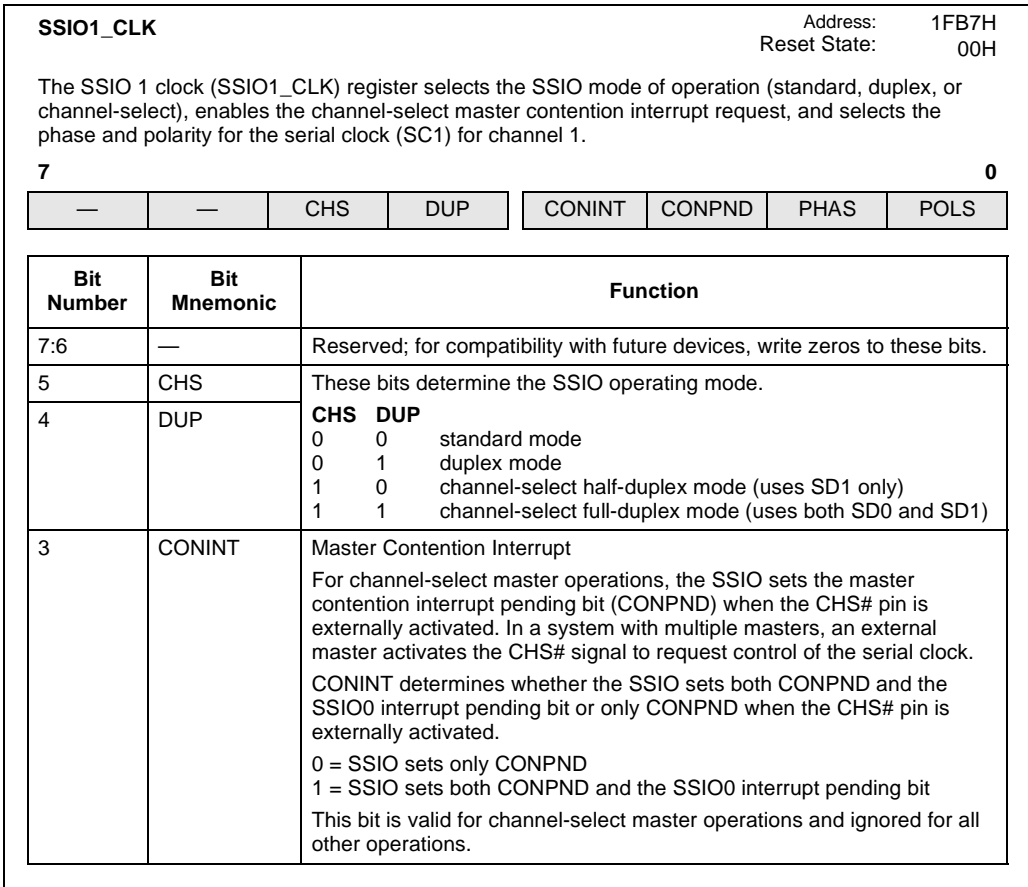 SSIO1_CLK Address: 1FB7H
Reset State: 00H
The SSIO 1 clock (SSIO1_CLK) register selects the SSIO mode of operation (standard, duplex, or
channel-select), enables the channel-select master contention interrupt request, and selects the
phase and polarity for the serial clock (SC1) for channel 1.
7 0
— — CHS DUP CONINT CONPND PHAS POLS
Bit Number Bit Mnemonic Function
7:6 — Reserved; for compatibility with future devices, write zeros to these bits.
5 CHS These bits determine the SSIO operating mode.
4 DUP CHS DUP
0 0 standard mode
0 1 duplex mode
1 0 channel-select half-duplex mode (uses SD1 only)
1 1 channel-select full-duplex mode (uses both SD0 and SD1)
3 CONINT Master Contention Interrupt
For channel-select master operations, the SSIO sets the master
contention interrupt pending bit (CONPND) when the CHS# pin is
externally activated. In a system with multiple masters, an external
master activates the CHS# signal to request control of the serial clock.
CONINT determines whether the SSIO sets both CONPND and the
SSIO0 interrupt pending bit or only CONPND when the CHS# pin is
externally activated.
0 = SSIO sets only CONPND
1 = SSIO sets both CONPND and the SSIO0 interrupt pending bit
This bit is valid for channel-select master operations and ignored for all
other operations.